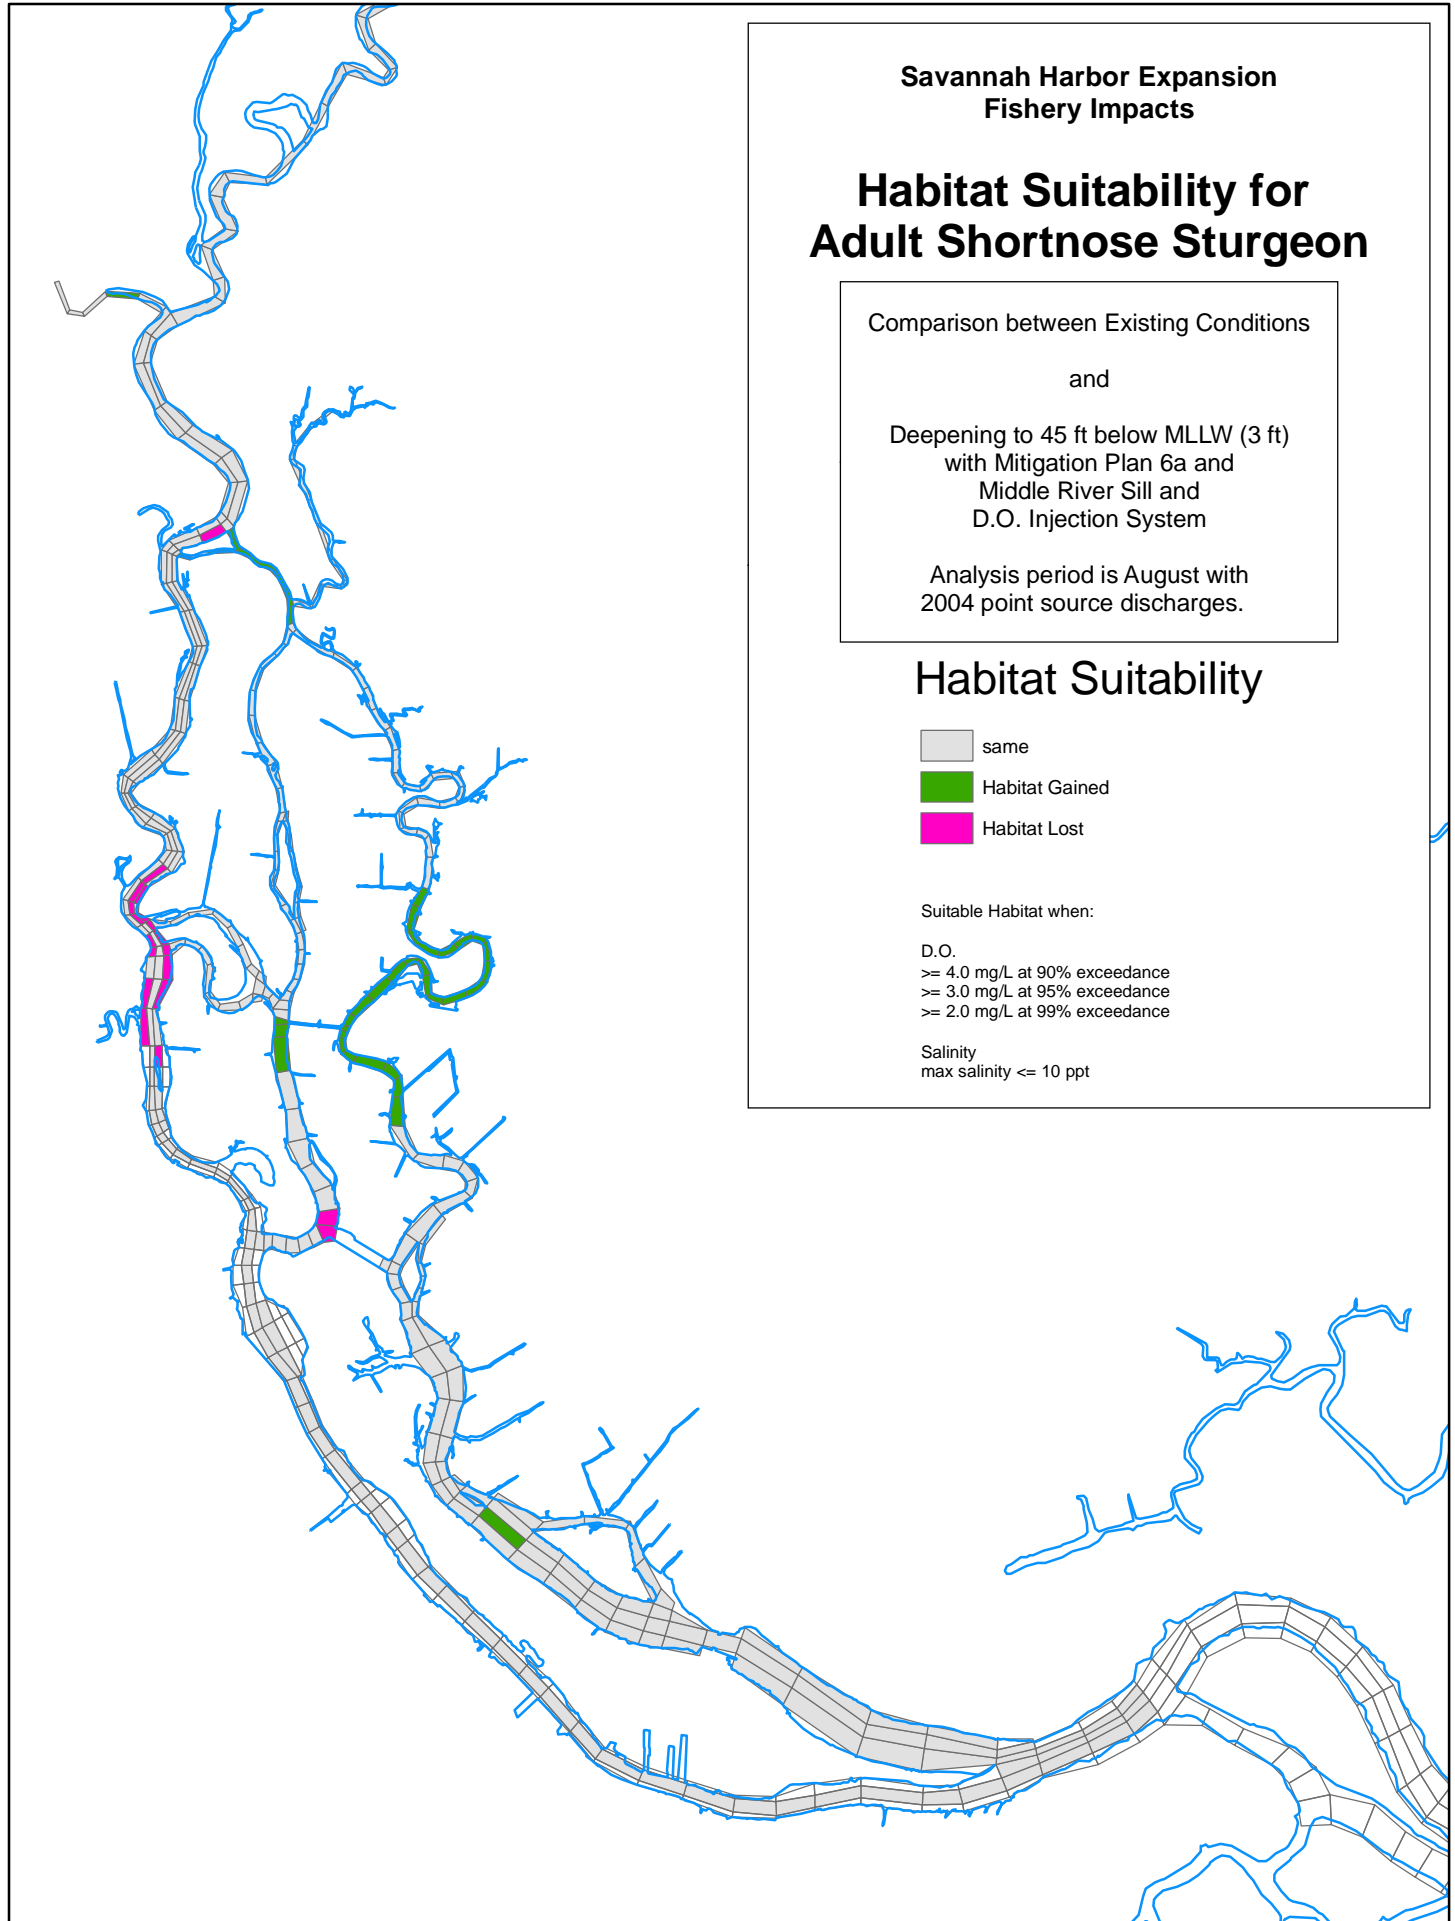 Savannah Harbor Expansion
Fishery Impacts
Habitat Suitability for
Adult Shortnose Sturgeon
Comparison between Existing Conditions
and
Deepening to 45 ft below MLLW (3 ft)
with Mitigation Plan 6a and
Middle River Sill and
D.O. Injection System
Analysis period is August with
2004 point source discharges.
Habitat Suitability
same
Habitat Gained
Habitat Lost
Suitable Habitat when:
D.O.
>= 4.0 mg/L at 90% exceedance
>= 3.0 mg/L at 95% exceedance
>= 2.0 mg/L at 99% exceedance
Salinity
max salinity <= 10 ppt